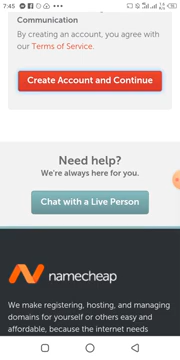 7:45
Communication
By creating an account, you agree with
our Terms of Service.
Create Account and Continue
Need help?
We're always here for you.
Chat with a Live Person
namecheap
We make registering, hosting, and managing
domains for yourself or others easy and
affordable, because the internet needs